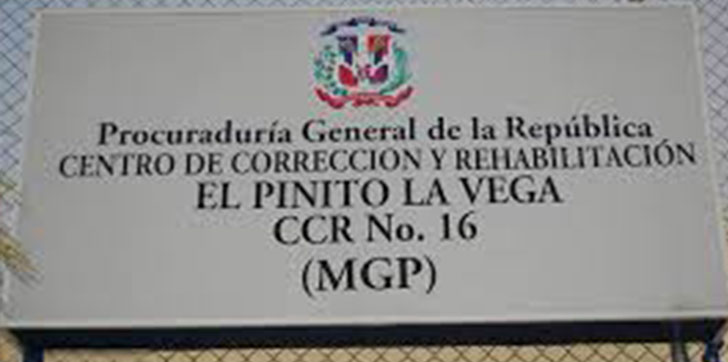 Procuraduría General de la República
CENTRO DE CORRECCION Y REHABILITACIÓN
EL PINITO LA VEGA
CCR No. 16
(MGP)